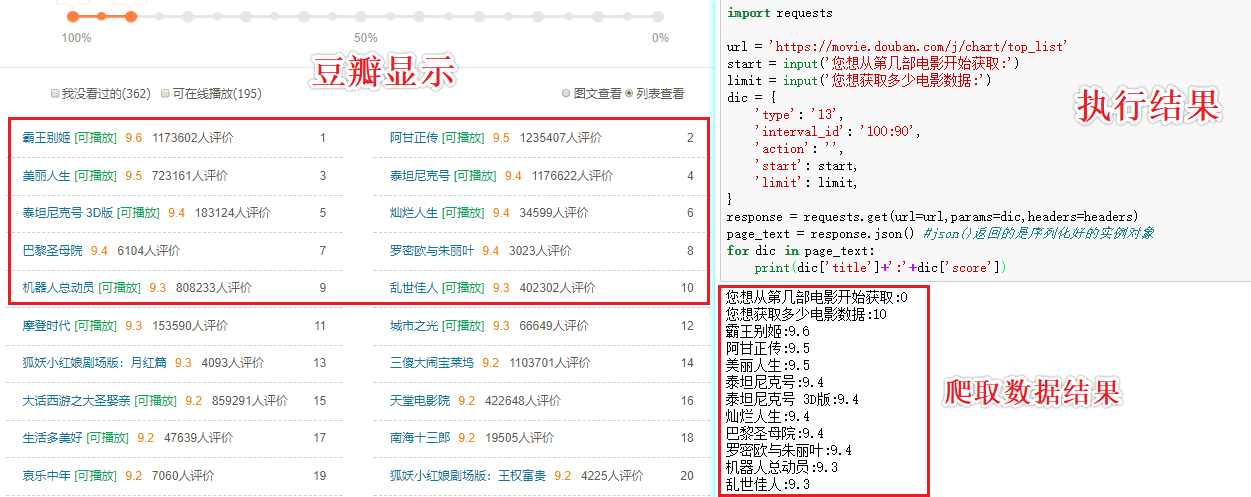 100% 50% 0%
豆瓣显示
我没看过的(362) 可在线播放(195) 图文查看 列表查看
霸王别姬 [可播放] 9.6 1173602人评价 1
阿甘正传 [可播放] 9.5 1235407人评价 2
美丽人生 [可播放] 9.5 723161人评价 3
泰坦尼克号 [可播放] 9.4 1176622人评价 4
泰坦尼克号 3D版 [可播放] 9.4 183124人评价 5
灿烂人生 [可播放] 9.4 34599人评价 6
巴黎圣母院 9.4 6104人评价 7
罗密欧与朱丽叶 9.4 3023人评价 8
机器人总动员 [可播放] 9.3 808233人评价 9
乱世佳人 [可播放] 9.3 402302人评价 10
摩登时代 [可播放] 9.3 153590人评价 11
城市之光 [可播放] 9.3 66649人评价 12
狐妖小红娘剧场版：月红篇 9.3 4093人评价 13
三傻大闹宝莱坞 9.2 1103701人评价 14
大话西游之大圣娶亲 [可播放] 9.2 859291人评价 15
天堂电影院 9.2 422648人评价 16
生活多美好 [可播放] 9.2 47639人评价 17
南海十三郎 9.2 19505人评价 18
哀乐中年 [可播放] 9.2 7060人评价 19
狐妖小红娘剧场版：王权富贵 9.2 4225人评价 20
import requests
url = 'https://movie.douban.com/j/chart/top_list'
start = input('您想从第几部电影开始获取:')
limit = input('您想获取多少电影数据:')
dic = {
'type': '13',
'interval_id': '100:90',
'action': '',
'start': start,
'limit': limit,
}
response = requests.get(url=url,params=dic,headers=headers)
page_text = response.json() #json()返回的是序列化好的实例对象
for dic in page_text:
print(dic['title']+':'+dic['score'])
执行结果
您想从第几部电影开始获取:0
您想获取多少电影数据:10
霸王别姬:9.6
阿甘正传:9.5
美丽人生:9.5
泰坦尼克号:9.4
泰坦尼克号 3D版:9.4
灿烂人生:9.4
巴黎圣母院:9.4
罗密欧与朱丽叶:9.4
机器人总动员:9.3
乱世佳人:9.3
爬取数据结果